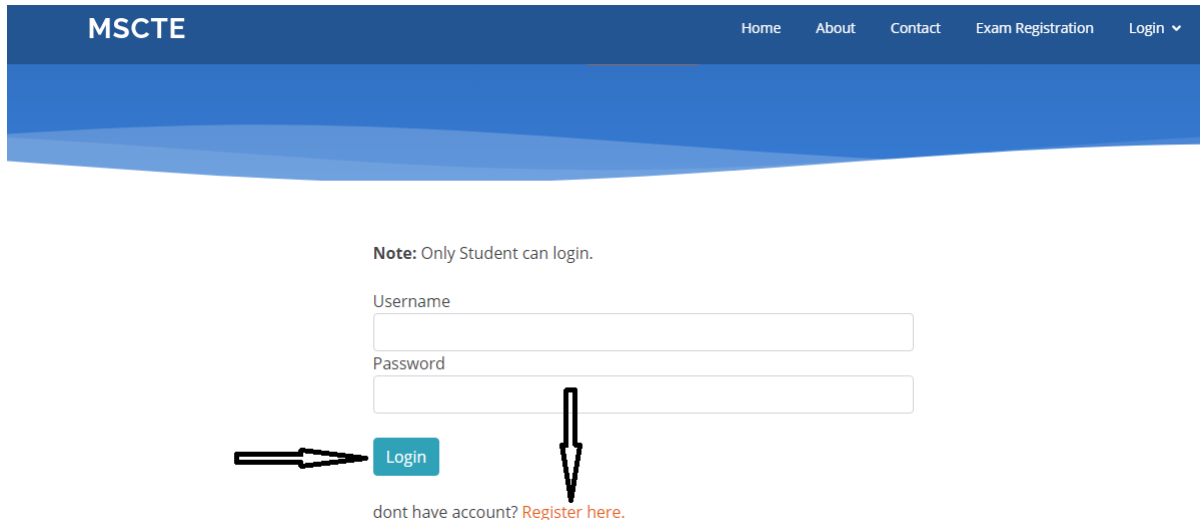 MSCTE
Home About Contact Exam Registration Login
Note: Only Student can login.
Username
Password
Login
dont have account? Register here.